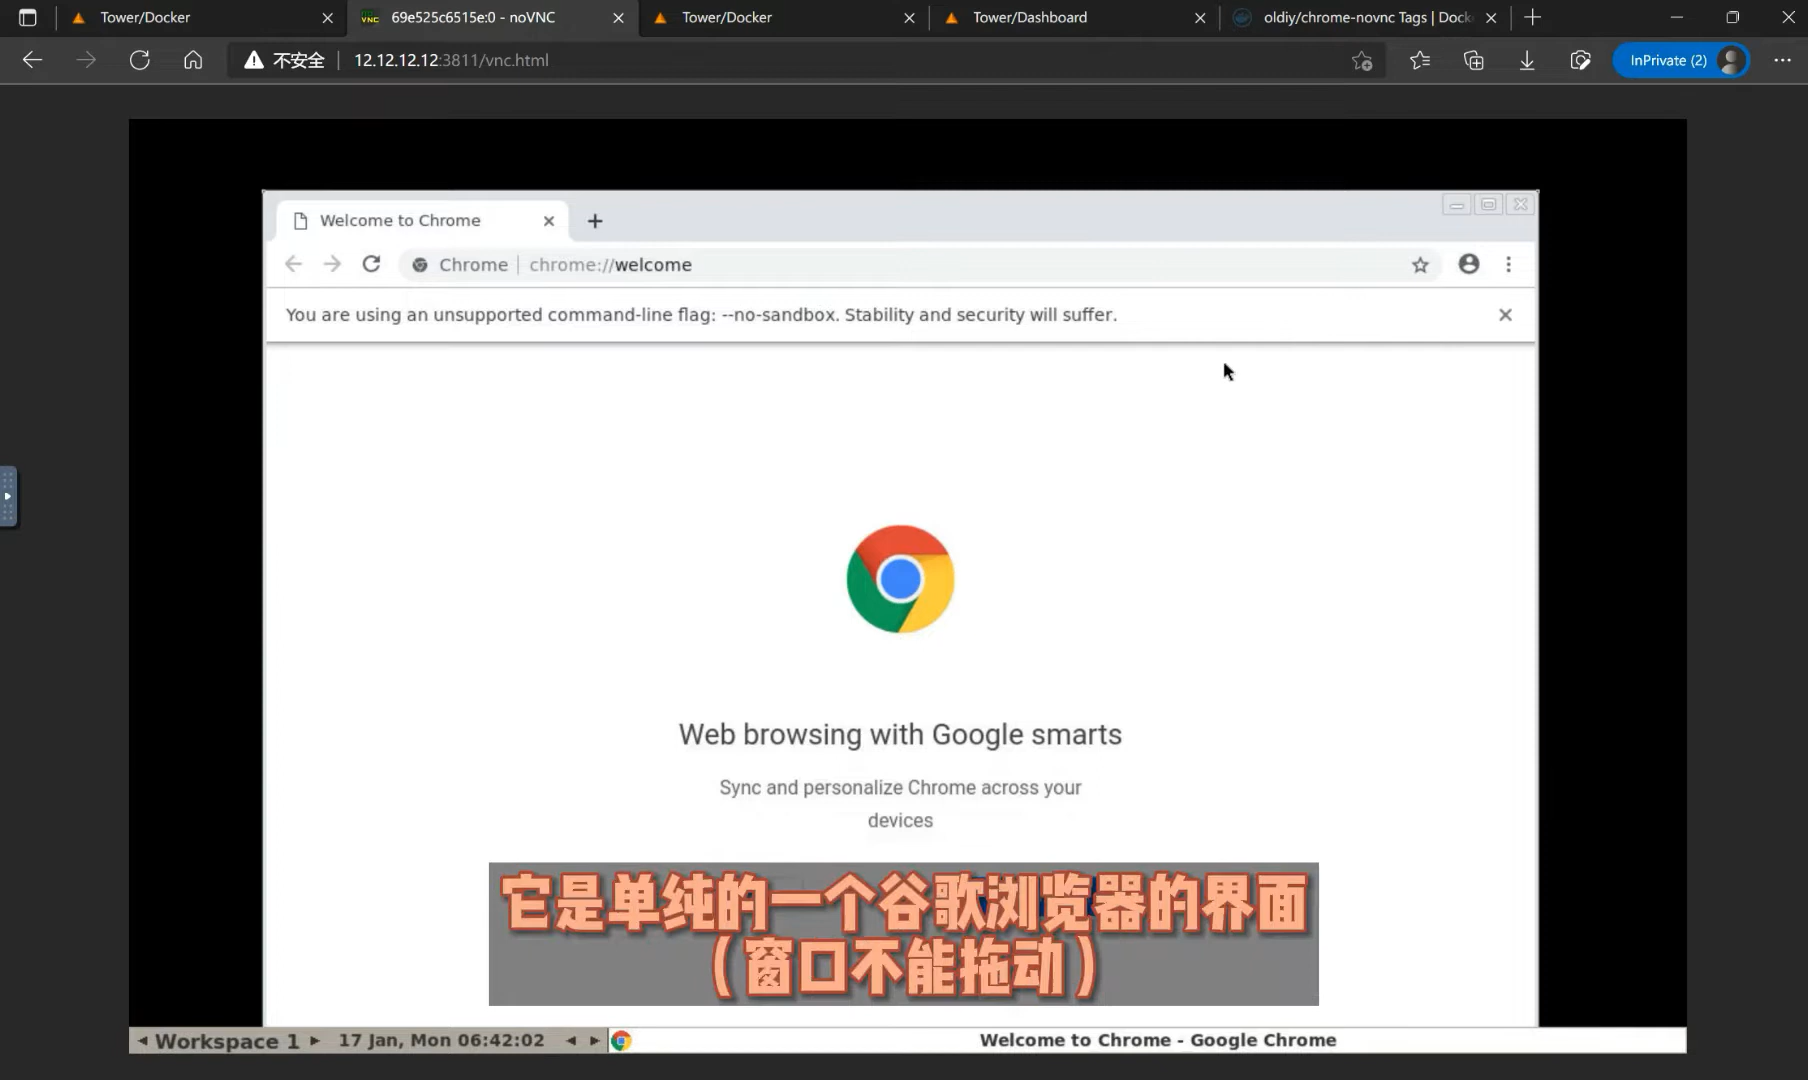 Tower/Docker
69e525c6515e:0 - noVNC
Tower/Docker
Tower/Dashboard
oldiy/chrome-novnc Tags | Dock
不安全
12.12.12.12:3811/vnc.html
InPrivate (2)
Welcome to Chrome
Chrome
chrome://welcome
You are using an unsupported command-line flag: --no-sandbox. Stability and security will suffer.
Web browsing with Google smarts
Sync and personalize Chrome across your
devices
它是单纯的一个谷歌浏览器的界面
（窗口不能拖动）
Workspace 1
17 Jan, Mon 06:42:02
Welcome to Chrome - Google Chrome